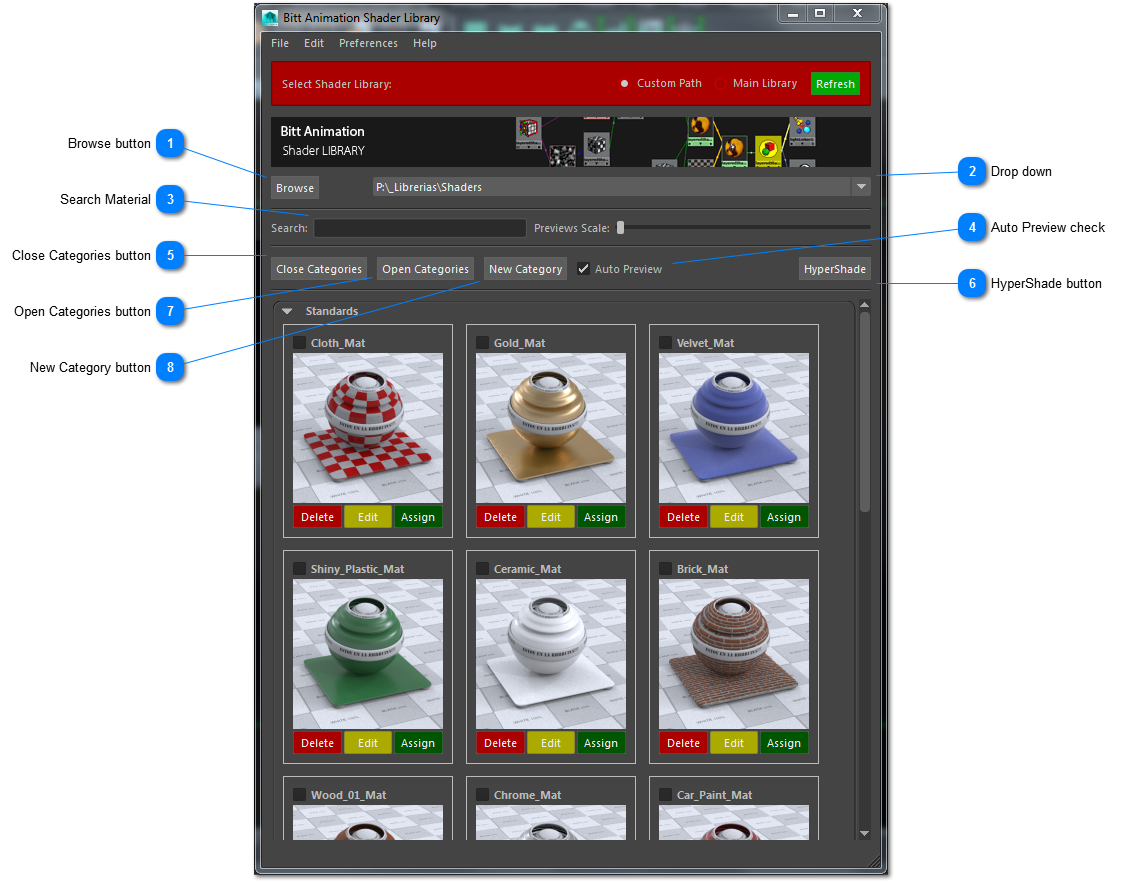 Bitt Animation Shader Library
File Edit Preferences Help
Select Shader Library: Custom Path Main Library Refresh
Bitt Animation
Shader LIBRARY
Browse button 1
Browse P:\_Librerias\Shaders
2 Drop down
Search Material 3
Search: Previews Scale:
4 Auto Preview check
Close Categories button 5
Close Categories Open Categories New Category Auto Preview HyperShade
6 HyperShade button
Open Categories button 7
New Category button 8
Standards
Cloth_Mat Gold_Mat Velvet_Mat
Delete Edit Assign Delete Edit Assign Delete Edit Assign
Shiny_Plastic_Mat Ceramic_Mat Brick_Mat
Delete Edit Assign Delete Edit Assign Delete Edit Assign
Wood_01_Mat Chrome_Mat Car_Paint_Mat